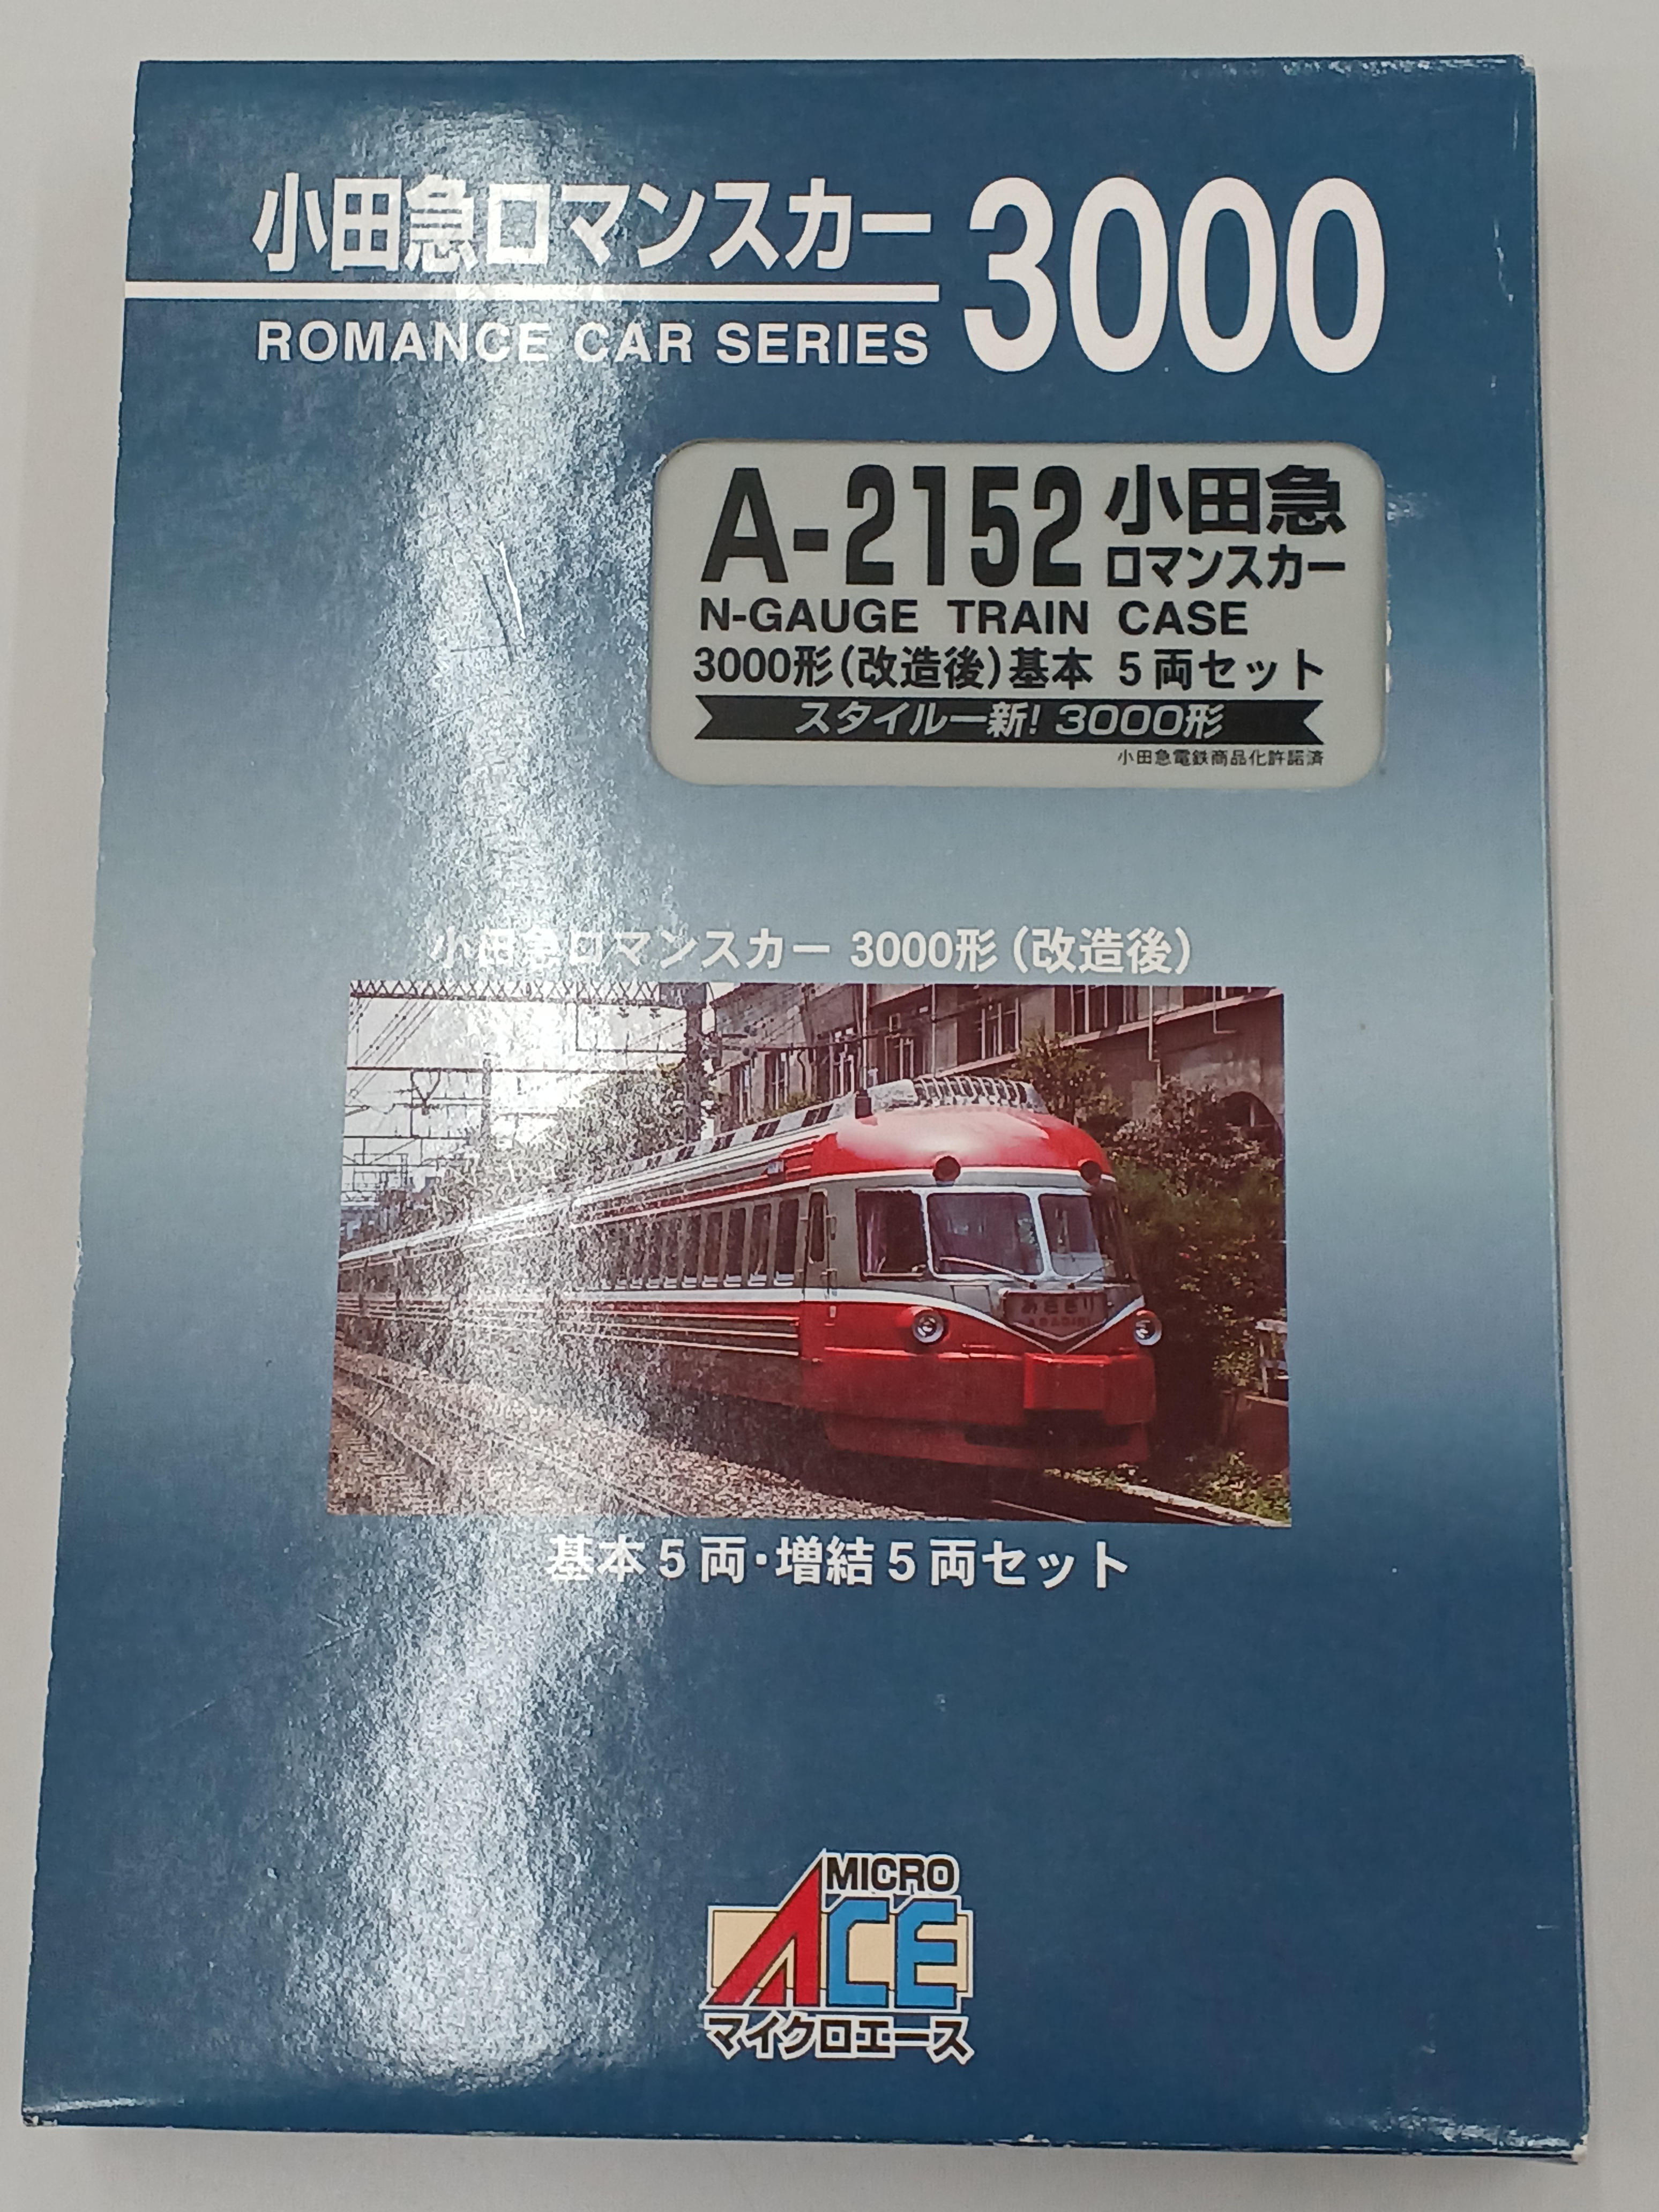 小田急ロマンスカー 3000
ROMANCE CAR SERIES
A-2152 小田急
ロマンスカー
N-GAUGE TRAIN CASE
3000形(改造後)基本 5両セット
スタイル一新! 3000形
小田急電鉄商品化許諾済
小田急ロマンスカー 3000形(改造後)
あさぎり
ASAGIRI
基本5両・増結5両セット
MICRO
ACE
マイクロエース